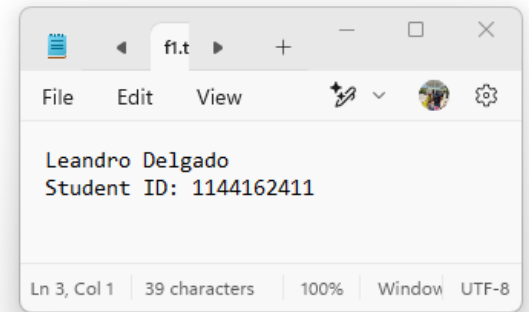 f1.t
File Edit View
Leandro Delgado
Student ID: 1144162411
Ln 3, Col 1 39 characters 100% Window UTF-8